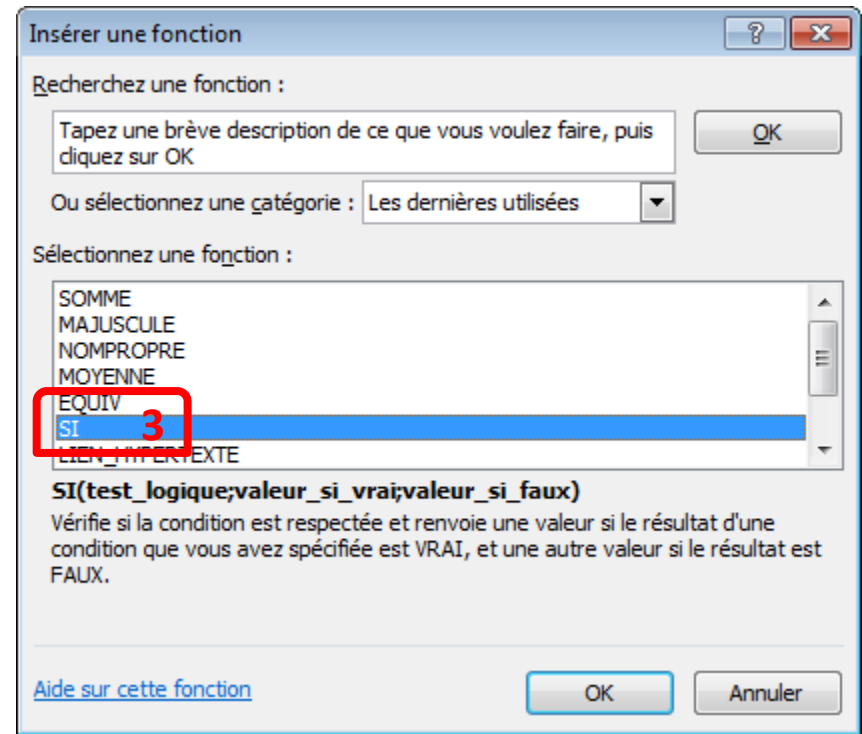 Insérer une fonction
Recherchez une fonction :
Tapez une brève description de ce que vous voulez faire, puis
cliquez sur OK
OK
Ou sélectionnez une catégorie : Les dernières utilisées
Sélectionnez une fonction :
SOMME
MAJUSCULE
NOMPROPRE
MOYENNE
EQUIV
SI 3
LIEN_HYPERTEXTE
SI(test_logique;valeur_si_vrai;valeur_si_faux)
Vérifie si la condition est respectée et renvoie une valeur si le résultat d'une
condition que vous avez spécifiée est VRAI, et une autre valeur si le résultat est
FAUX.
Aide sur cette fonction
OK
Annuler